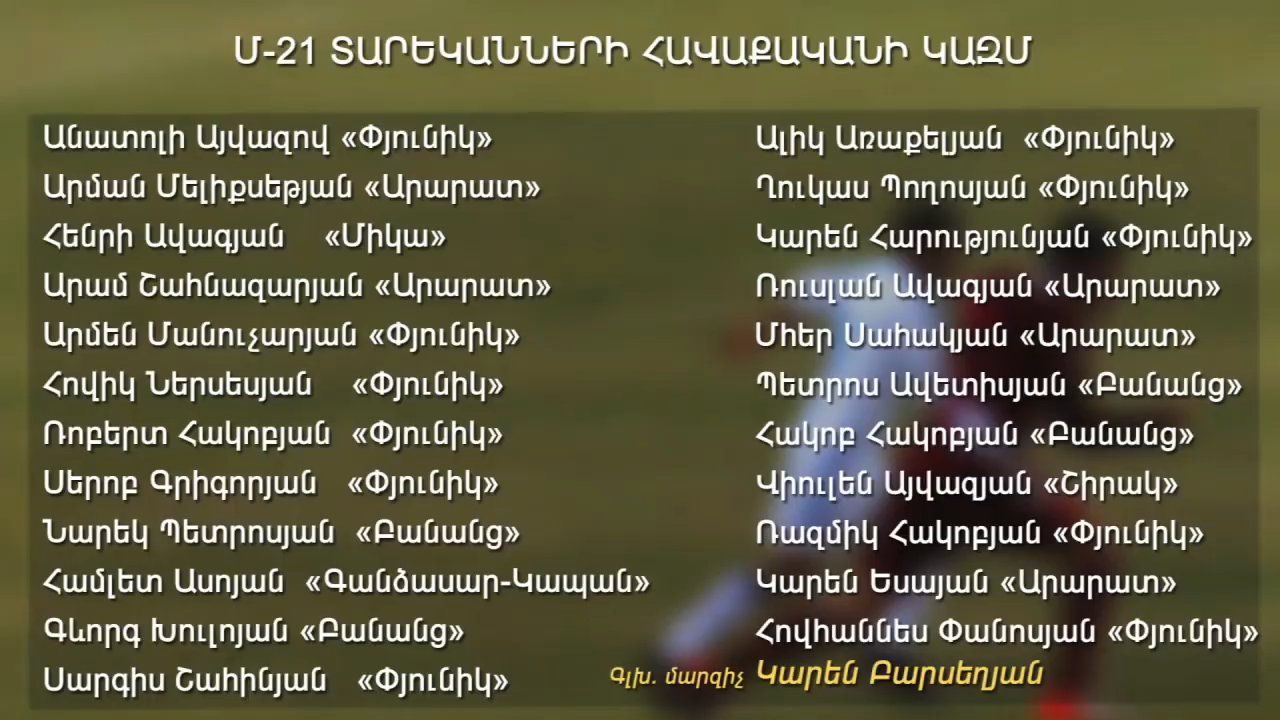 Մ-21 ՏԱՐԵԿԱՆՆԵՐԻ ՀԱՎԱՔԱԿԱՆԻ ԿԱԶՄ
Անատոլի Այվազով «Փյունիկ»
Արման Մելիքսեթյան «Արարատ»
Հենրի Ավագյան «Միկա»
Արամ Շահնազարյան «Արարատ»
Արմեն Մանուչարյան «Փյունիկ»
Հովիկ Ներսեսյան «Փյունիկ»
Ռոբերտ Հակոբյան «Փյունիկ»
Սերոբ Գրիգորյան «Փյունիկ»
Նարեկ Պետրոսյան «Բանանց»
Համլետ Ասոյան «Գանձասար-Կապան»
Գևորգ Խուլոյան «Բանանց»
Սարգիս Շահինյան «Փյունիկ»
Ալիկ Առաքելյան «Փյունիկ»
Ղուկաս Պողոսյան «Փյունիկ»
Կարեն Հարությունյան «Փյունիկ»
Ռուսլան Ավագյան «Արարատ»
Մհեր Սահակյան «Արարատ»
Պետրոս Ավետիսյան «Բանանց»
Հակոբ Հակոբյան «Բանանց»
Վիուլեն Այվազյան «Շիրակ»
Ռազմիկ Հակոբյան «Փյունիկ»
Կարեն Եսայան «Արարատ»
Հովհաննես Փանոսյան «Փյունիկ»
Գլխ. մարզիչ Կարեն Բարսեղյան